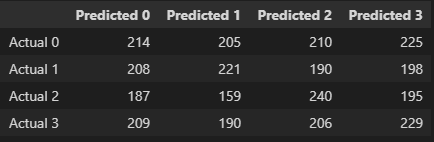 Predicted 0 Predicted 1 Predicted 2 Predicted 3
Actual 0 214 205 210 225
Actual 1 208 221 190 198
Actual 2 187 159 240 195
Actual 3 209 190 206 229